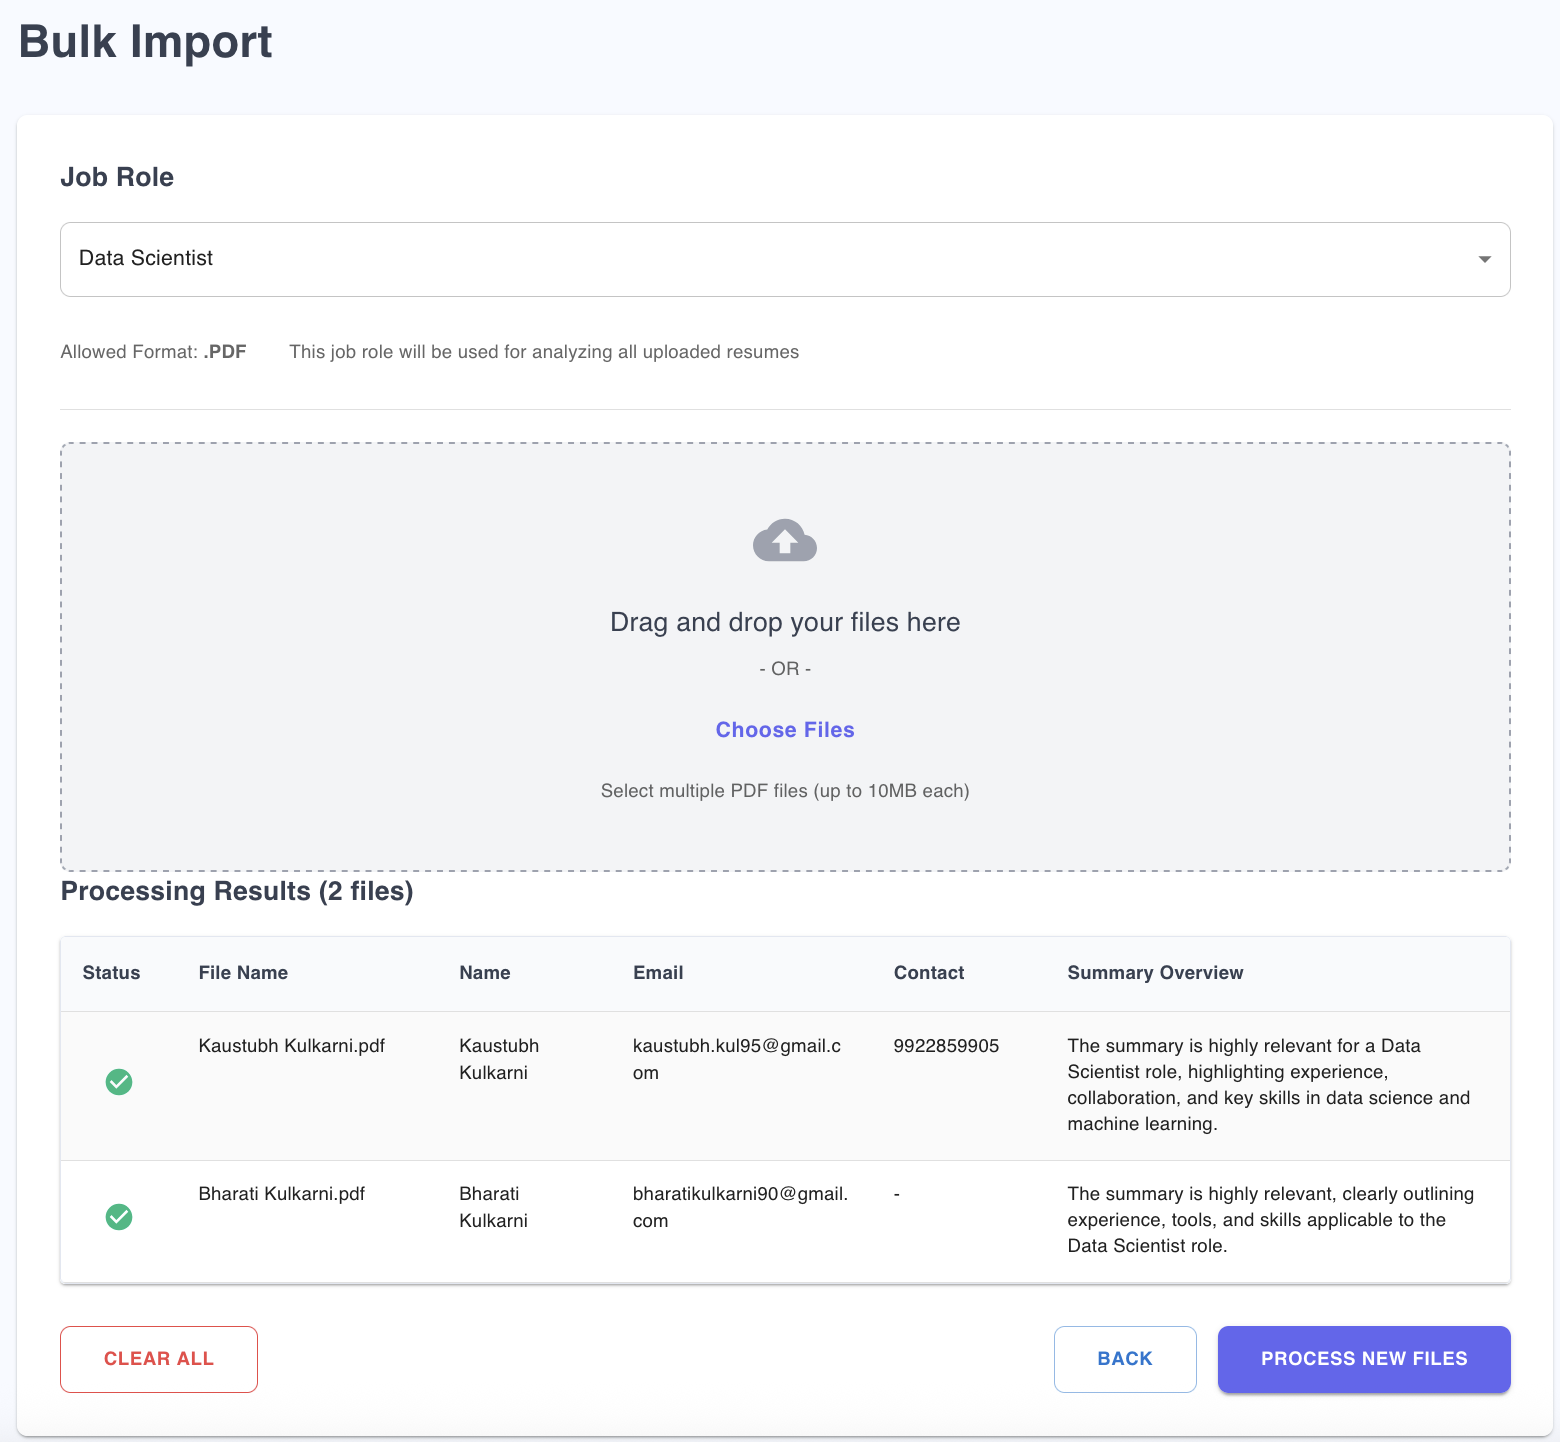 Bulk Import
Job Role
Data Scientist
Allowed Format: .PDF This job role will be used for analyzing all uploaded resumes
Drag and drop your files here
- OR -
Choose Files
Select multiple PDF files (up to 10MB each)
Processing Results (2 files)
Status File Name Name Email Contact Summary Overview
Kaustubh Kulkarni.pdf Kaustubh kaustubh.kul95@gmail.c 9922859905 The summary is highly relevant for a Data
Kulkarni om Scientist role, highlighting experience,
collaboration, and key skills in data science and
machine learning.
Bharati Kulkarni.pdf Bharati bharatikulkarni90@gmail. - The summary is highly relevant, clearly outlining
Kulkarni com experience, tools, and skills applicable to the
Data Scientist role.
CLEAR ALL BACK PROCESS NEW FILES